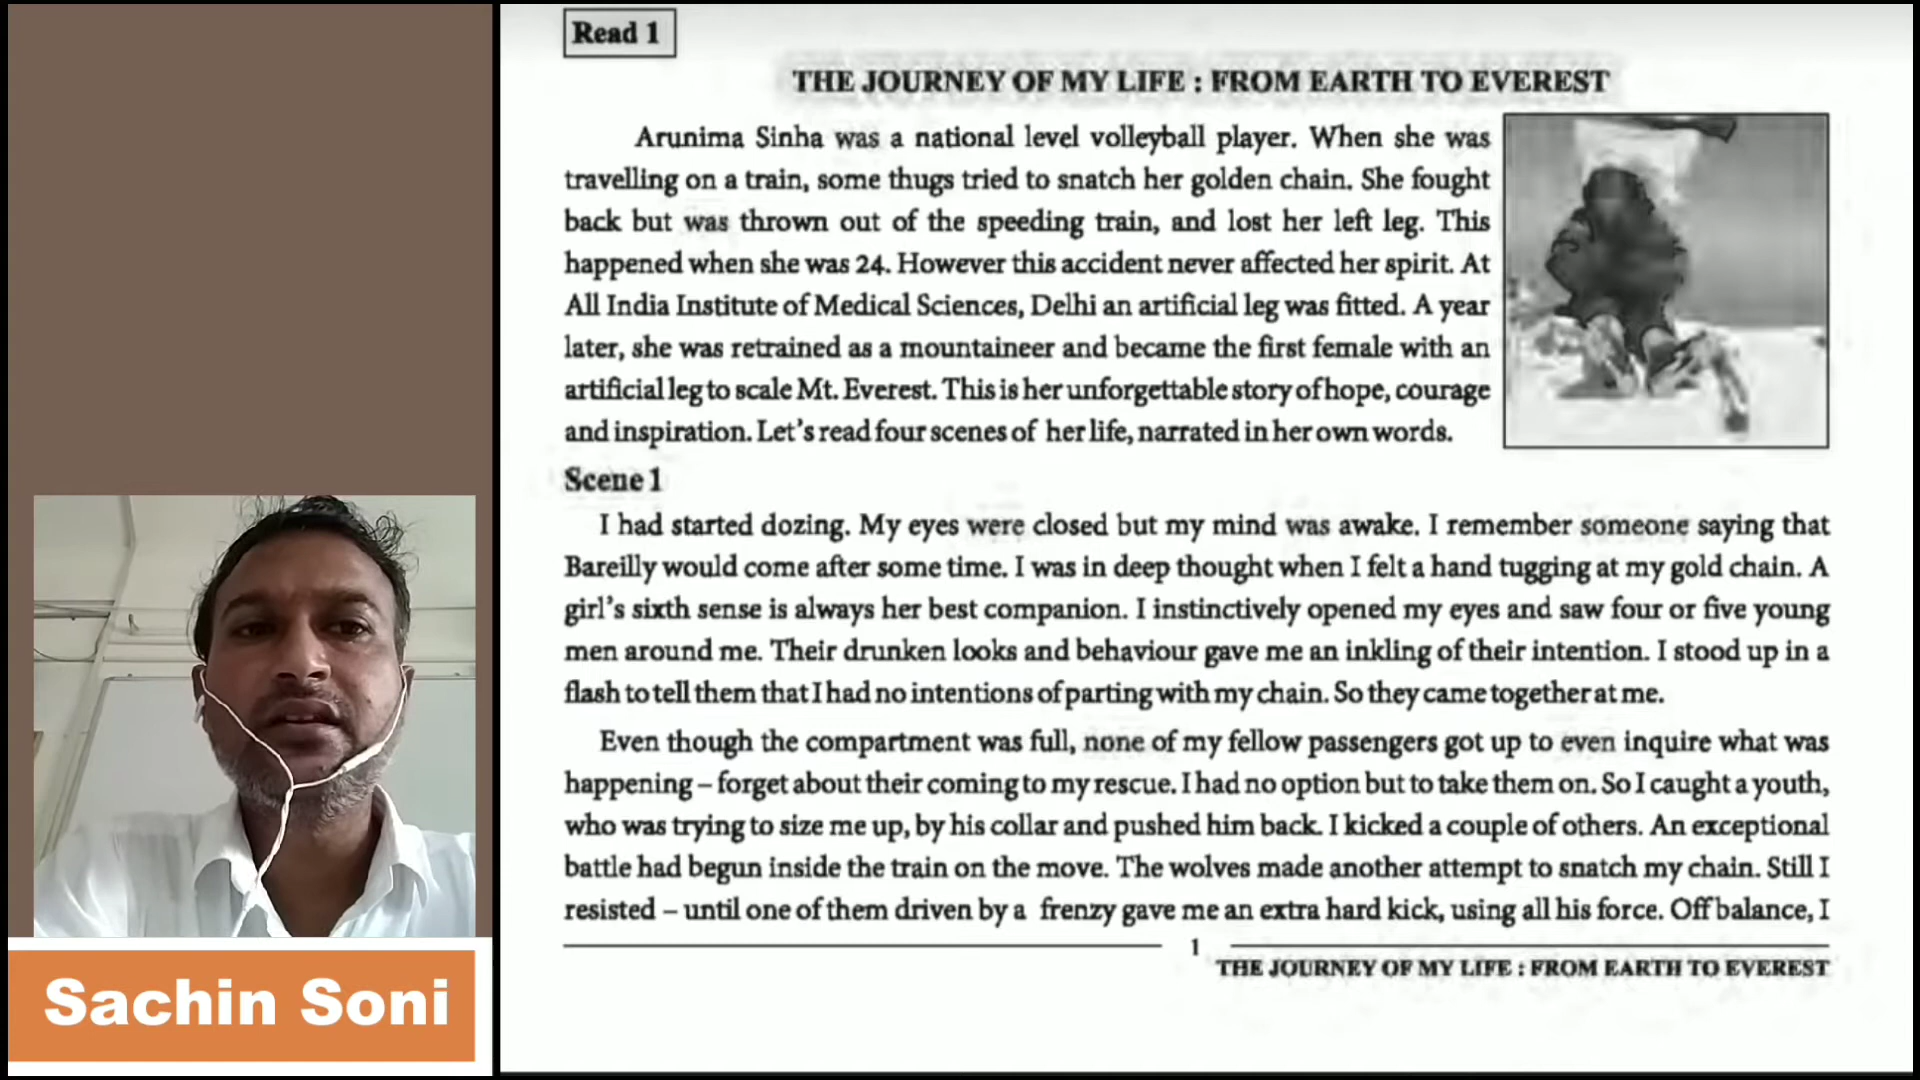 Read 1
THE JOURNEY OF MY LIFE : FROM EARTH TO EVEREST
Arunima Sinha was a national level volleyball player. When she was
travelling on a train, some thugs tried to snatch her golden chain. She fought
back but was thrown out of the speeding train, and lost her left leg. This
happened when she was 24. However this accident never affected her spirit. At
All India Institute of Medical Sciences, Delhi an artificial leg was fitted. A year
later, she was retrained as a mountaineer and became the first female with an
artificial leg to scale Mt. Everest. This is her unforgettable story of hope, courage
and inspiration. Let's read four scenes of her life, narrated in her own words.
Scene 1
I had started dozing. My eyes were closed but my mind was awake. I remember someone saying that
Bareilly would come after some time. I was in deep thought when I felt a hand tugging at my gold chain. A
girl's sixth sense is always her best companion. I instinctively opened my eyes and saw four or five young
men around me. Their drunken looks and behaviour gave me an inkling of their intention. I stood up in a
flash to tell them that I had no intentions of parting with my chain. So they came together at me.
Even though the compartment was full, none of my fellow passengers got up to even inquire what was
happening – forget about their coming to my rescue. I had no option but to take them on. So I caught a youth,
who was trying to size me up, by his collar and pushed him back. I kicked a couple of others. An exceptional
battle had begun inside the train on the move. The wolves made another attempt to snatch my chain. Still I
resisted – until one of them driven by a frenzy gave me an extra hard kick, using all his force. Off balance, I
1
THE JOURNEY OF MY LIFE : FROM EARTH TO EVEREST
Sachin Soni